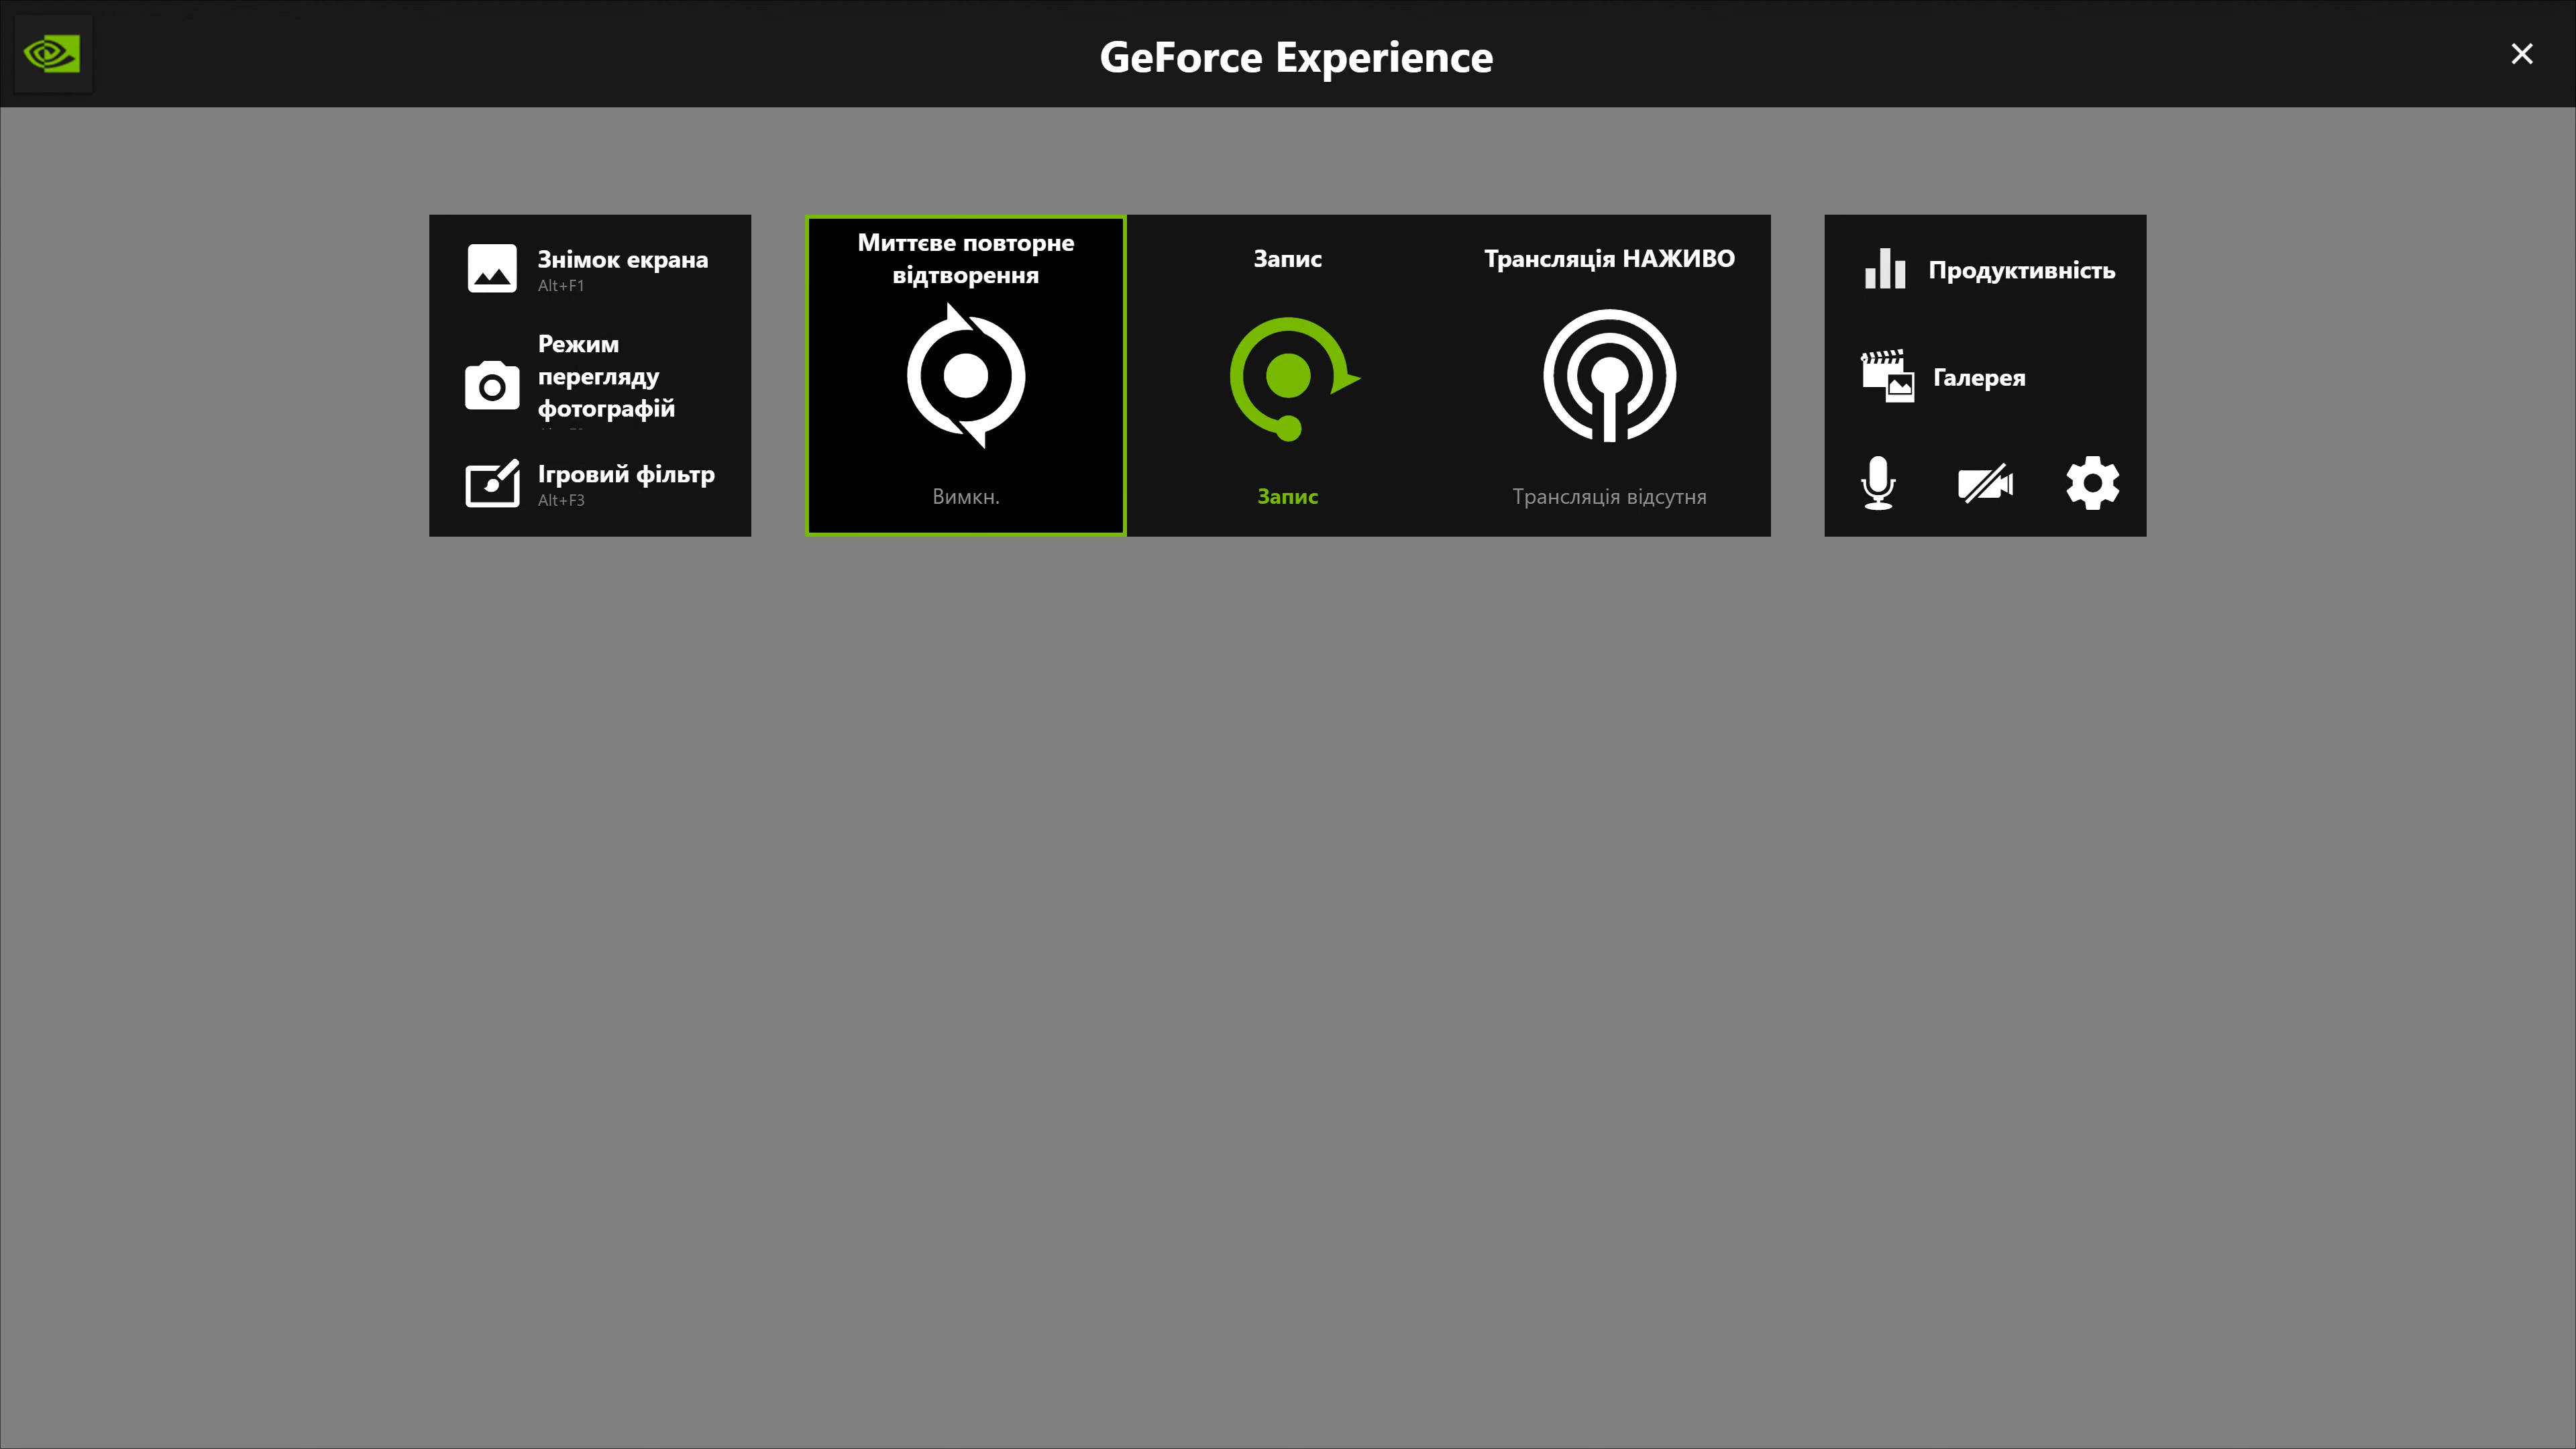 GeForce Experience
Знімок екрана
Alt+F1
Режим
перегляду
фотографій
Ігровий фільтр
Alt+F3
Миттєве повторне
відтворення
Вимкн.
Запис
Запис
Трансляція НАЖИВО
Трансляція відсутня
Продуктивність
Галерея